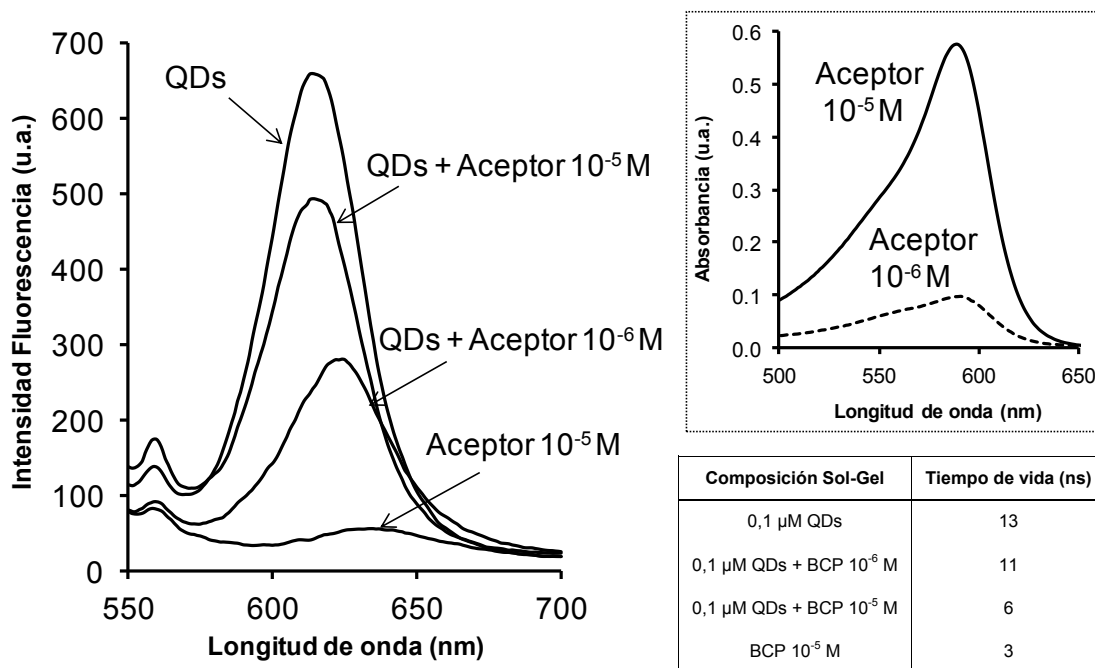 700
600
500
400
300
200
100
0
Intensidad Fluorescencia (u.a.)
QDs
QDs + Aceptor 10⁻⁵ M
QDs + Aceptor 10⁻⁶ M
Aceptor 10⁻⁵ M
550 600 650 700
Longitud de onda (nm)
0.6
0.5
0.4
0.3
0.2
0.1
0.0
Absorbancia (u.a.)
Aceptor
10⁻⁵ M
Aceptor
10⁻⁶ M
500 550 600 650
Longitud de onda (nm)
Composición Sol-Gel Tiempo de vida (ns)
0,1 µM QDs 13
0,1 µM QDs + BCP 10⁻⁶ M 11
0,1 µM QDs + BCP 10⁻⁵ M 6
BCP 10⁻⁵ M 3